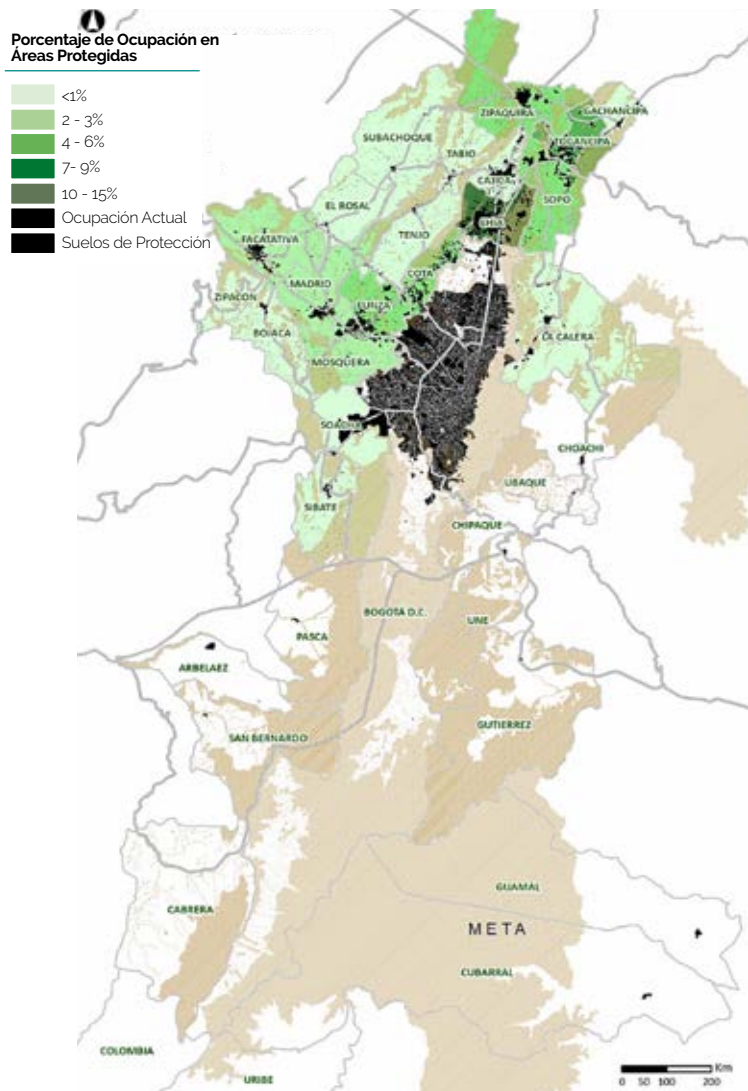 Porcentaje de Ocupación en
Áreas Protegidas
<1%
2 - 3%
4 - 6%
7- 9%
10 - 15%
Ocupación Actual
Suelos de Protección
ZIPAQUIRA
GACHANCIPA
SUBACHOQUE
TOCANCIPA
TABIO
CAJICA
SOPO
EL ROSAL
CHIA
TENJO
FACATATIVA
COTA
MADRID
ZIPACON
FUNZA
BOJACA
LA CALERA
MOSQUERA
SOACHA
CHOACHI
UBAQUE
SIBATE
CHIPAQUE
BOGOTA D.C.
UNE
PASCA
ARBELAEZ
GUTIERREZ
SAN BERNARDO
GUAMAL
CABRERA
META
CUBARRAL
COLOMBIA
URIBE
Km
0 50 100 200